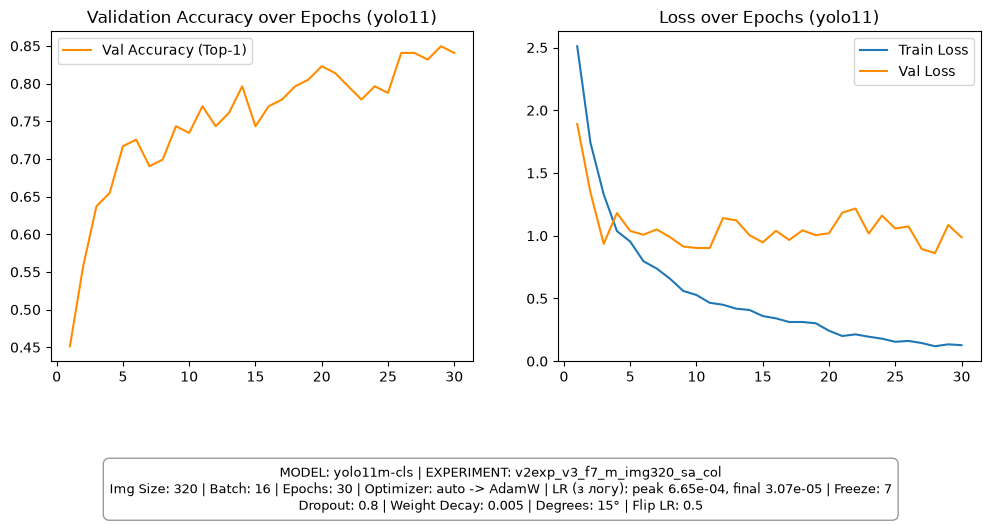 Validation Accuracy over Epochs (yolo11)
Val Accuracy (Top-1)
0.85
0.80
0.75
0.70
0.65
0.60
0.55
0.50
0.45
0 5 10 15 20 25 30
Loss over Epochs (yolo11)
Train Loss
Val Loss
2.5
2.0
1.5
1.0
0.5
0.0
0 5 10 15 20 25 30
MODEL: yolo11m-cls | EXPERIMENT: v2exp_v3_f7_m_img320_sa_col
Img Size: 320 | Batch: 16 | Epochs: 30 | Optimizer: auto -> AdamW | LR (з логу): peak 6.65e-04, final 3.07e-05 | Freeze: 7
Dropout: 0.8 | Weight Decay: 0.005 | Degrees: 15° | Flip LR: 0.5